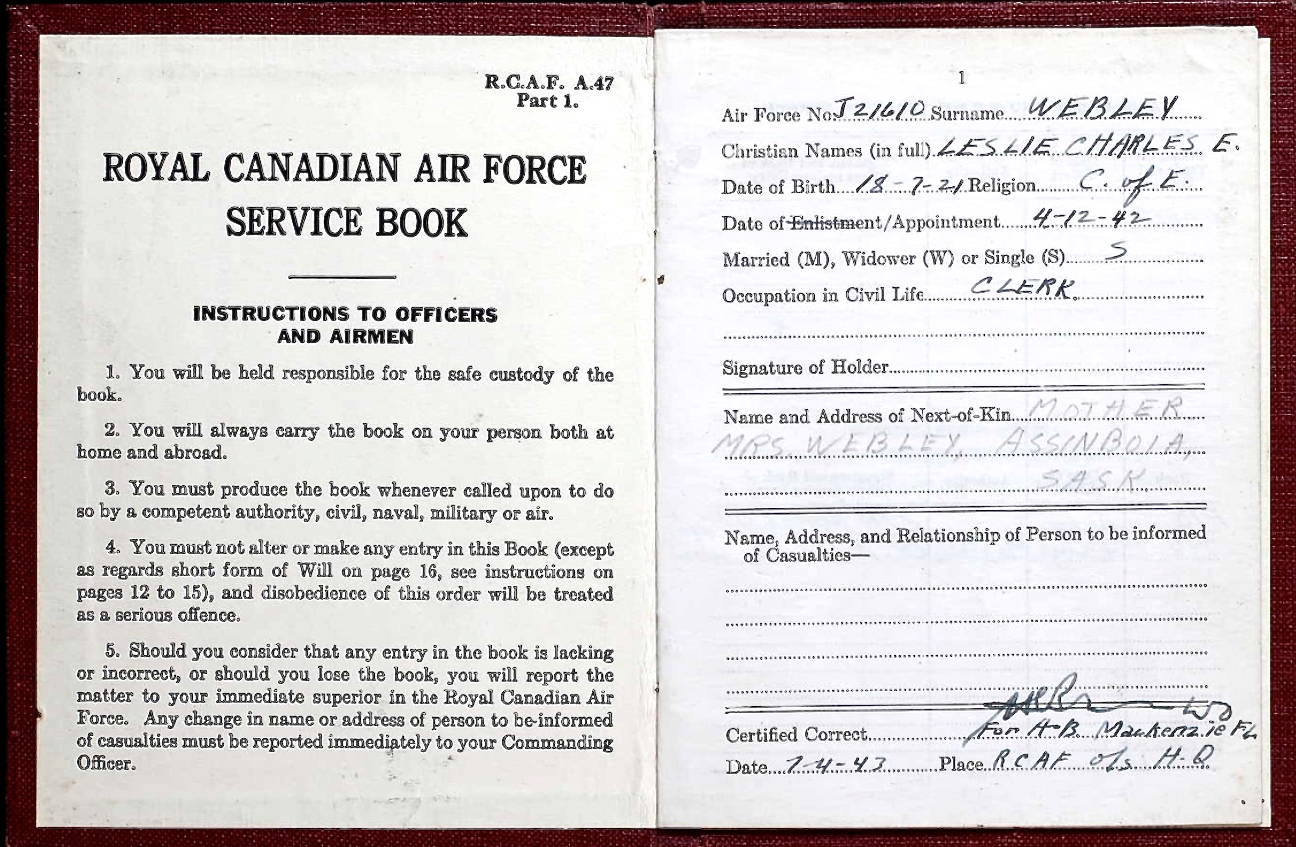 R.C.A.F. A.47
Part 1.
ROYAL CANADIAN AIR FORCE
SERVICE BOOK
INSTRUCTIONS TO OFFICERS
AND AIRMEN
1. You will be held responsible for the safe custody of the
book.
2. You will always carry the book on your person both at
home and abroad.
3. You must produce the book whenever called upon to do
so by a competent authority, civil, naval, military or air.
4. You must not alter or make any entry in this Book (except
as regards short form of Will on page 16, see instructions on
pages 12 to 15), and disobedience of this order will be treated
as a serious offence.
5. Should you consider that any entry in the book is lacking
or incorrect, or should you lose the book, you will report the
matter to your immediate superior in the Royal Canadian Air
Force. Any change in name or address of person to be informed
of casualties must be reported immediately to your Commanding
Officer.
1
Air Force No. J21610 Surname WEBLEY
Christian Names (in full) LESLIE CHARLES E.
Date of Birth 18-7-21 Religion C. of E.
Date of Enlistment/Appointment 4-12-42
Married (M), Widower (W) or Single (S) S
Occupation in Civil Life CLERK
Signature of Holder
Name and Address of Next-of-Kin MOTHER
MRS. WEBLEY, ASSINBOIA,
SASK
Name, Address, and Relationship of Person to be informed
of Casualties—
Certified Correct For H.B. Mackenzie FL
Date 7-4-43 Place RCAF o/s H-Q